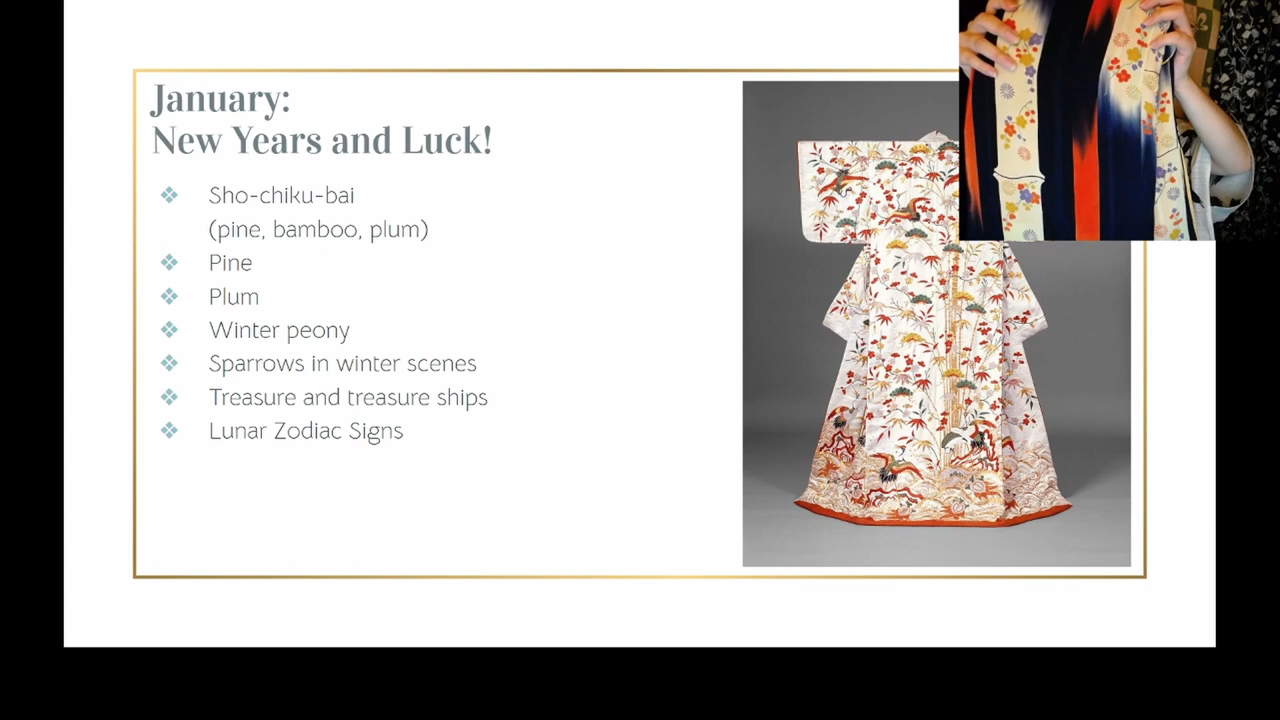 January:
New Years and Luck!
Sho-chiku-bai
(pine, bamboo, plum)
Pine
Plum
Winter peony
Sparrows in winter scenes
Treasure and treasure ships
Lunar Zodiac Signs